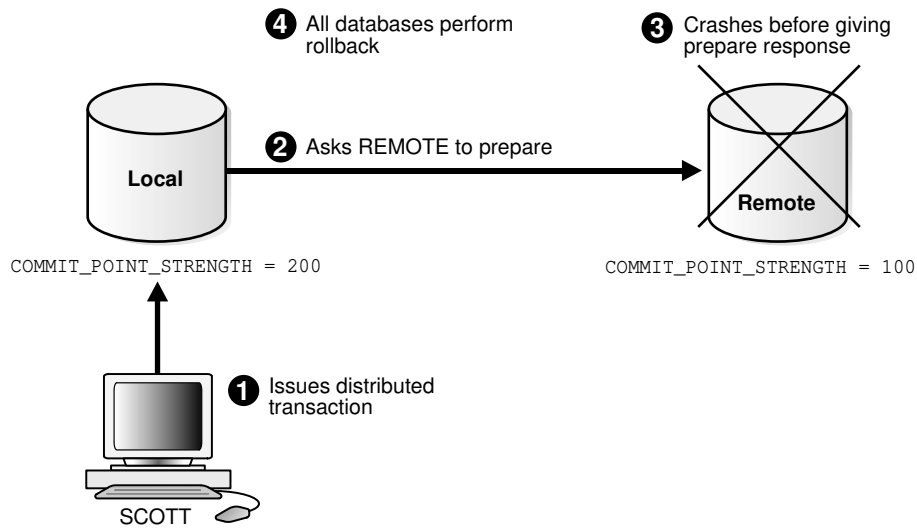 4 All databases perform
rollback
3 Crashes before giving
prepare response
2 Asks REMOTE to prepare
Local
Remote
COMMIT_POINT_STRENGTH = 200
COMMIT_POINT_STRENGTH = 100
1 Issues distributed
transaction
SCOTT